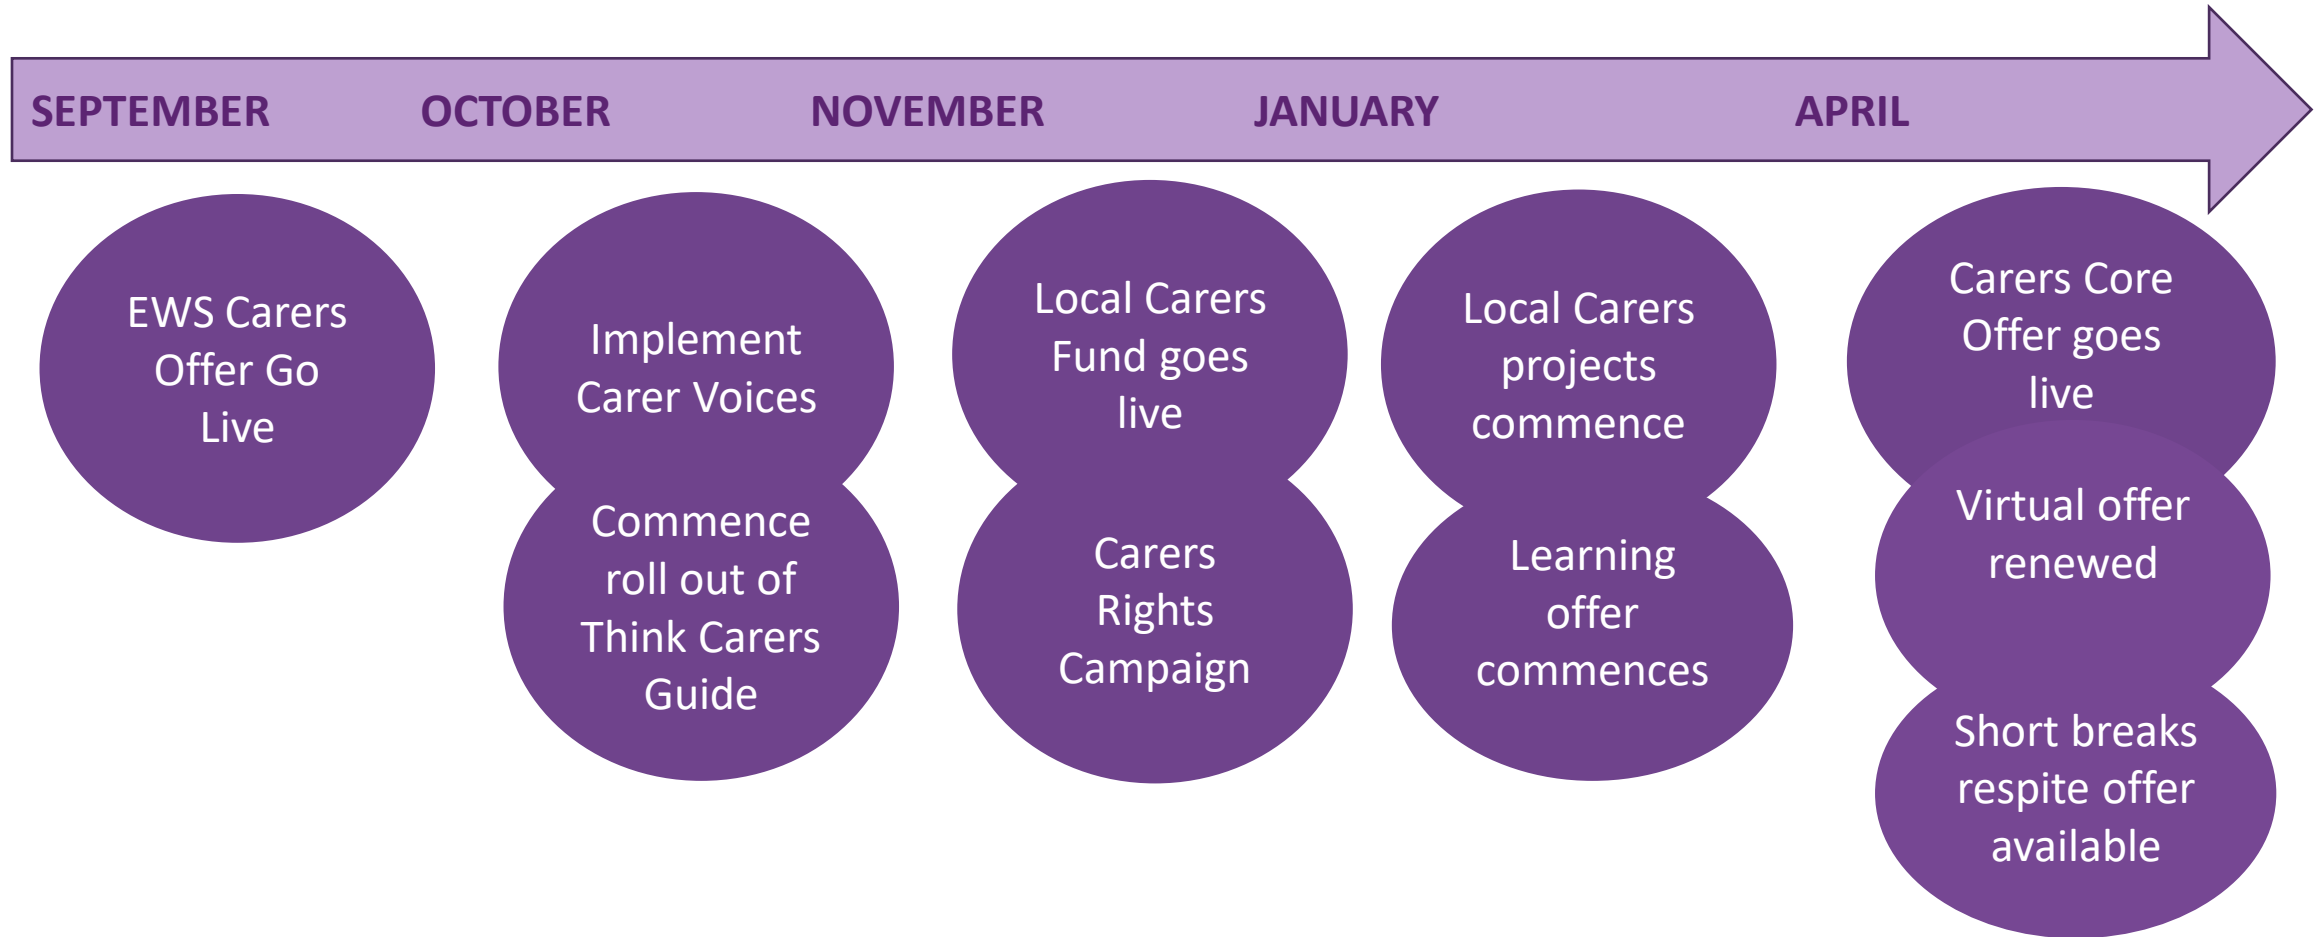 SEPTEMBER OCTOBER NOVEMBER JANUARY APRIL
EWS Carers
Offer Go
Live
Implement
Carer Voices
Commence
roll out of
Think Carers
Guide
Local Carers
Fund goes
live
Carers
Rights
Campaign
Local Carers
projects
commence
Learning
offer
commences
Carers Core
Offer goes
live
Virtual offer
renewed
Short breaks
respite offer
available